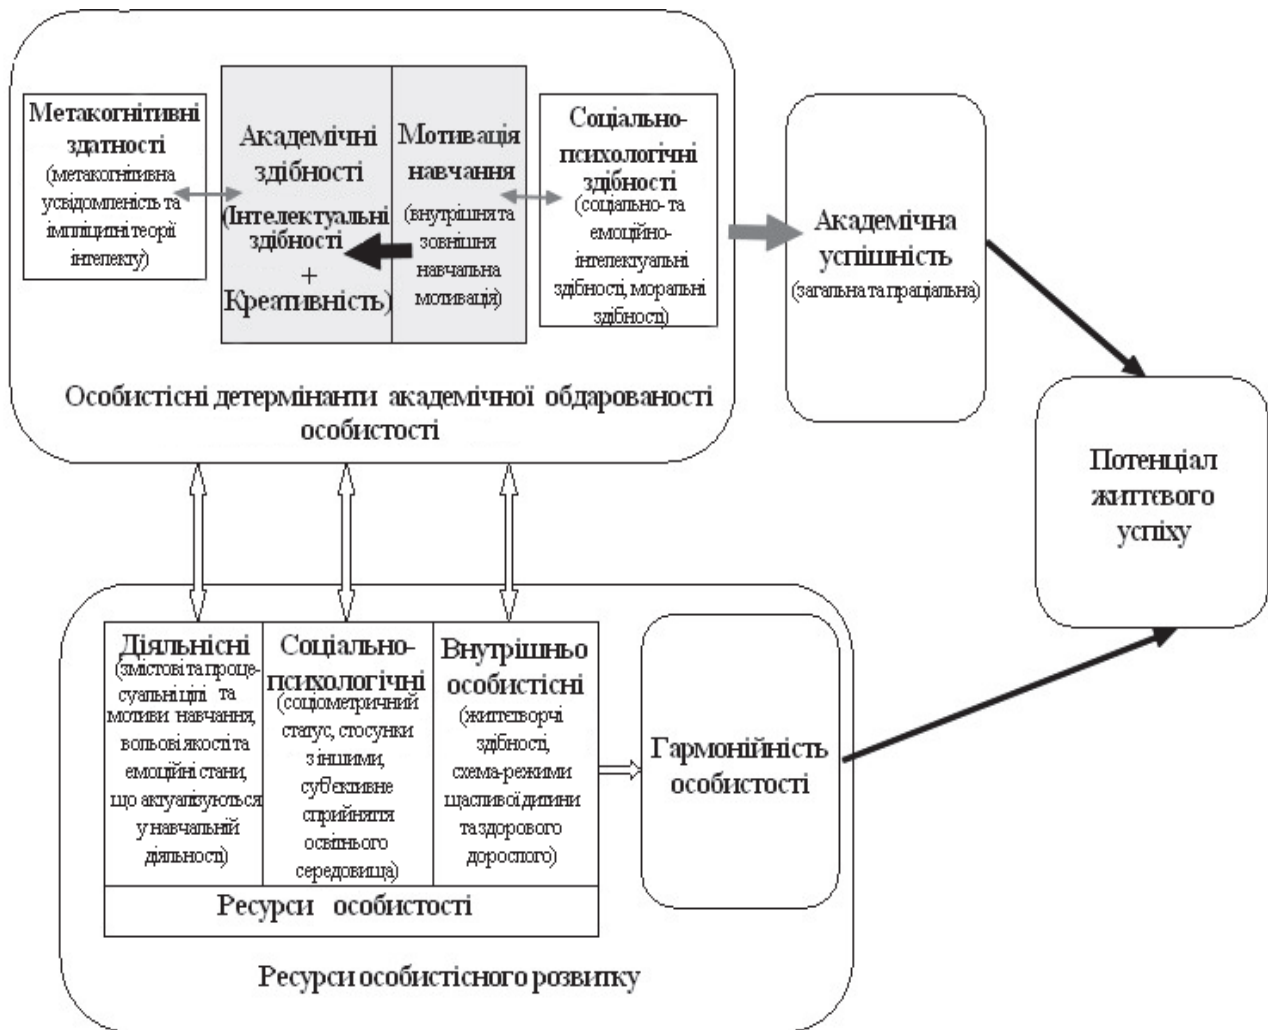 Метакогнитивні
здатності
(метакогнитивна
усвідомленість та
імпліцитні теорії
інтелекту)
Академічні
здібності
(Інтелектуальні
здібності
+
Креативність)
Мотивація
навчання
(внутрішня та
зовнішня
навчальна
мотивація)
Соціально-
психологічні
здібності
(соціально- та
емоційно-
інтелектуальні
здібності, моральні
здібності)
Особистісні детермінанти академічної обдарованості
особистості
Академічна
успішність
(загальна та праціальна)
Потенціал
життєвого
успіху
Діяльнісні
(змістові та проце-
суальні цілі та
мотиви навчання,
вольові якості та
емоційні стани,
що актуалізуються
у навчальній
діяльності)
Соціально-
психологічні
(соціометричний
статус, стосунки
з іншими,
суб'єктивне
сприйняття
освітнього
середовища)
Внутрішньо
особистісні
(життєтворчі
здібності,
схема-режими
щасливої дитини
та здорового
дорослого)
Ресурси особистості
Гармонійність
особистості
Ресурси особистісного розвитку